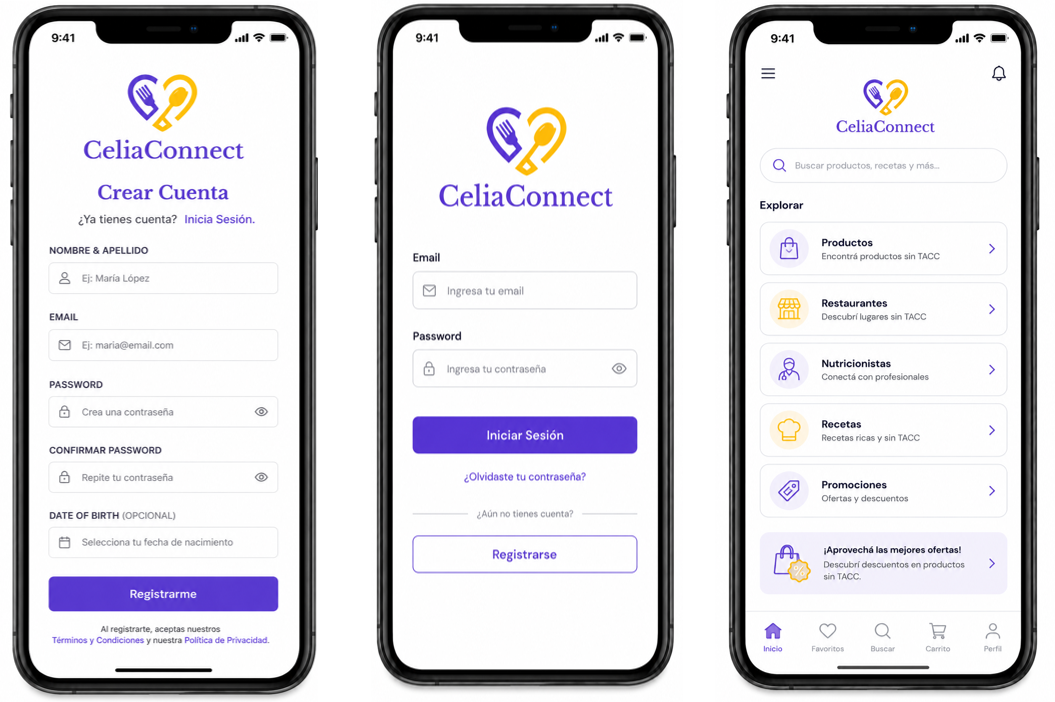 9:41
CeliaConnect
Crear Cuenta
¿Ya tienes cuenta? Inicia Sesión.
NOMBRE & APELLIDO
Ej: María López
EMAIL
Ej: maria@email.com
PASSWORD
Crea una contraseña
CONFIRMAR PASSWORD
Repite tu contraseña
DATE OF BIRTH (OPCIONAL)
Selecciona tu fecha de nacimiento
Registrarme
Al registrarte, aceptas nuestros
Términos y Condiciones y nuestra Política de Privacidad.
9:41
CeliaConnect
Email
Ingresa tu email
Password
Ingresa tu contraseña
Iniciar Sesión
¿Olvidaste tu contraseña?
¿Aún no tienes cuenta?
Registrarse
9:41
CeliaConnect
Buscar productos, recetas y más...
Explorar
Productos
Encontrá productos sin TACC
Restaurantes
Descubrí lugares sin TACC
Nutricionistas
Conectá con profesionales
Recetas
Recetas ricas y sin TACC
Promociones
Ofertas y descuentos
¡Aprovechá las mejores ofertas!
Descubrí descuentos en productos
sin TACC.
Inicio
Favoritos
Buscar
Carrito
Perfil